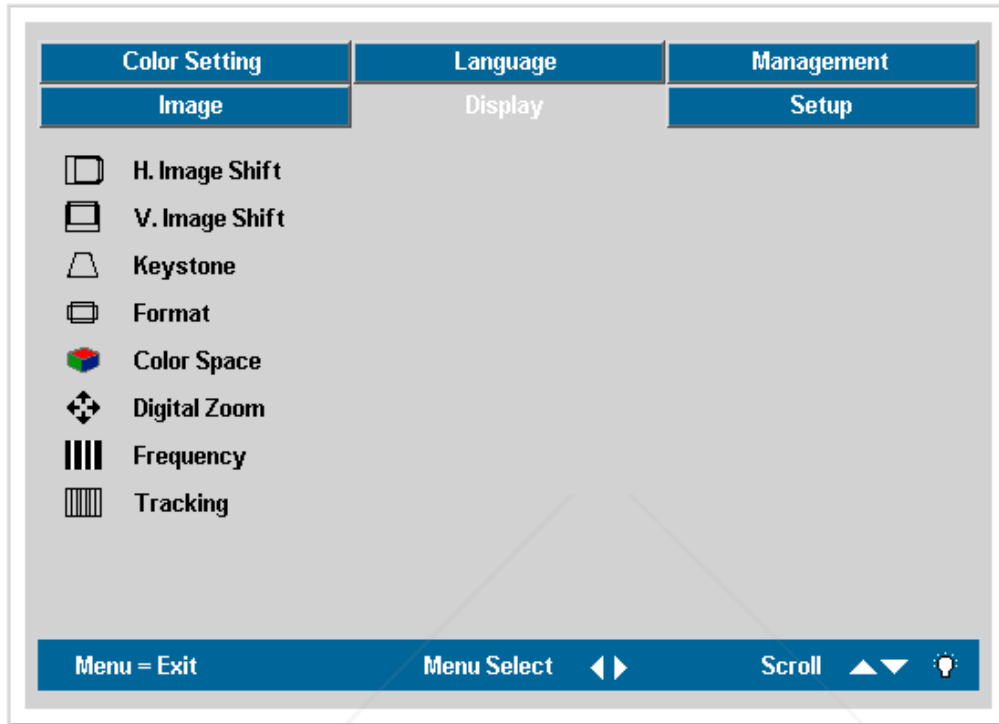 Color Setting Language Management
Image Display Setup
H. Image Shift
V. Image Shift
Keystone
Format
Color Space
Digital Zoom
Frequency
Tracking
Menu = Exit Menu Select Scroll